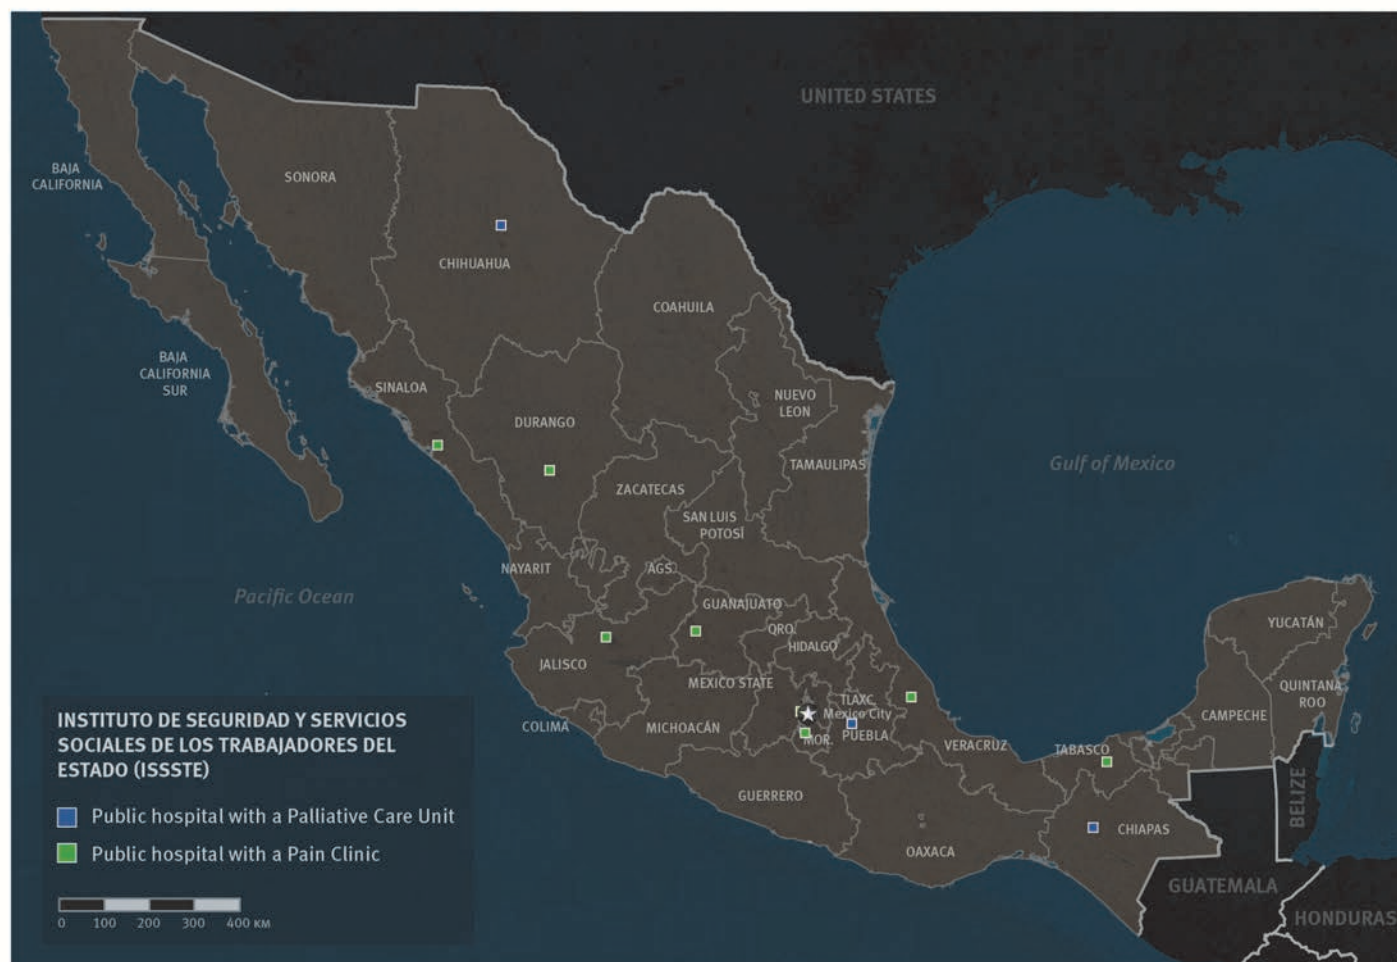 UNITED STATES
BAJA
CALIFORNIA
SONORA
CHIHUAHUA
COAHUILA
BAJA
CALIFORNIA
SUR
SINALOA
NUEVO
LEON
DURANGO
TAMAULIPAS
Gulf of Mexico
ZACATECAS
SAN LUIS
POTOSÍ
NAYARIT
AGS.
Pacific Ocean
GUANAJUATO
QRO.
HIDALGO
YUCATÁN
JALISCO
MEXICO STATE
TLAXC.
Mexico City
QUINTANA
ROO
CAMPECHE
COLIMA
MICHOACÁN
MOR.
PUEBLA
VERACRUZ
TABASCO
GUERRERO
BELIZE
CHIAPAS
OAXACA
GUATEMALA
HONDURAS
INSTITUTO DE SEGURIDAD Y SERVICIOS
SOCIALES DE LOS TRABAJADORES DEL
ESTADO (ISSSTE)
Public hospital with a Palliative Care Unit
Public hospital with a Pain Clinic
0 100 200 300 400 KM